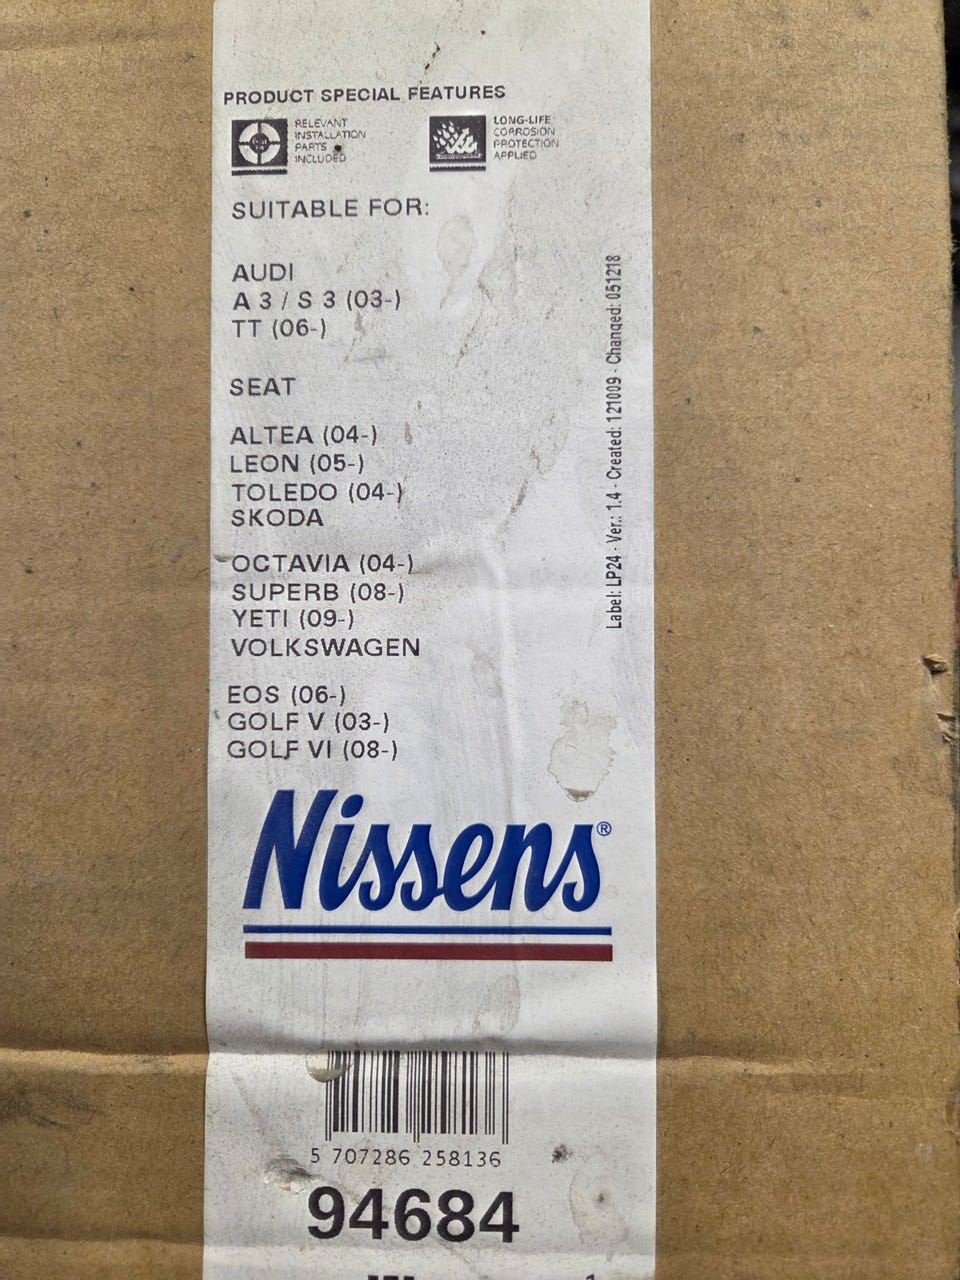 PRODUCT SPECIAL FEATURES
RELEVANT
INSTALLATION
PARTS
INCLUDED
LONG-LIFE
CORROSION
PROTECTION
APPLIED
SUITABLE FOR:
AUDI
A 3 / S 3 (03-)
TT (06-)
SEAT
ALTEA (04-)
LEON (05-)
TOLEDO (04-)
SKODA
OCTAVIA (04-)
SUPERB (08-)
YETI (09-)
VOLKSWAGEN
EOS (06-)
GOLF V (03-)
GOLF VI (08-)
Label: LP24 - Ver.: 1.4 - Created: 121009 - Changed: 051218
Nissens®
5 707286 258136
94684